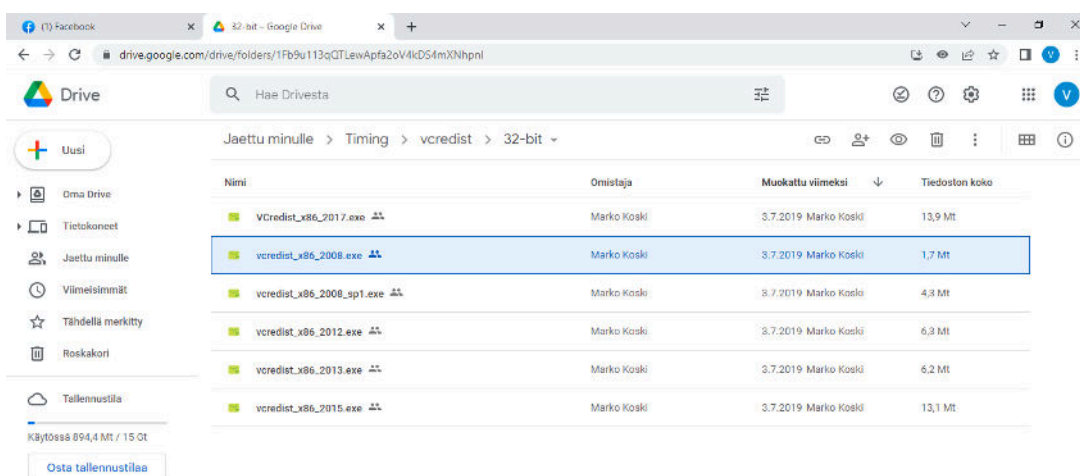 (1) Facebook
32-bit – Google Drive
drive.google.com/drive/folders/1Fb9u113qQTLewApfa2oV4kDS4mXNhpnl
Drive
Hae Drivesta
V
Uusi
Jaettu minulle > Timing > vcredist > 32-bit
Oma Drive
Tietokoneet
Jaettu minulle
Viimeisimmät
Tähdellä merkitty
Roskakori
Tallennustila
Käytössä 894,4 Mt / 15 Gt
Osta tallennustilaa
Nimi Omistaja Muokattu viimeksi Tiedoston koko
VCredist_x86_2017.exe Marko Koski 3.7.2019 Marko Koski 13,9 Mt
vcredist_x86_2008.exe Marko Koski 3.7.2019 Marko Koski 1,7 Mt
vcredist_x86_2008_sp1.exe Marko Koski 3.7.2019 Marko Koski 4,3 Mt
vcredist_x86_2012.exe Marko Koski 3.7.2019 Marko Koski 6,3 Mt
vcredist_x86_2013.exe Marko Koski 3.7.2019 Marko Koski 6,2 Mt
vcredist_x86_2015.exe Marko Koski 3.7.2019 Marko Koski 13,1 Mt